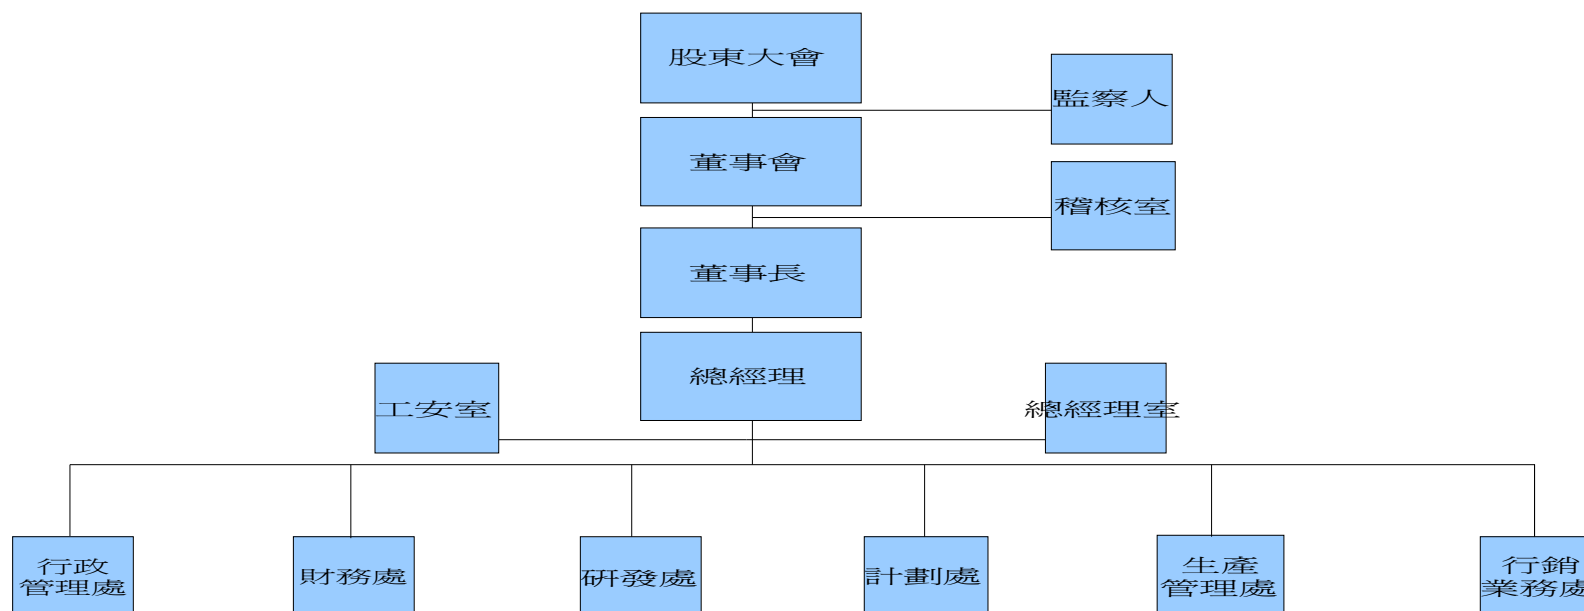 股東大會
監察人
董事會
稽核室
董事長
總經理
工安室
總經理室
行政
管理處
財務處
研發處
計劃處
生產
管理處
行銷
業務處